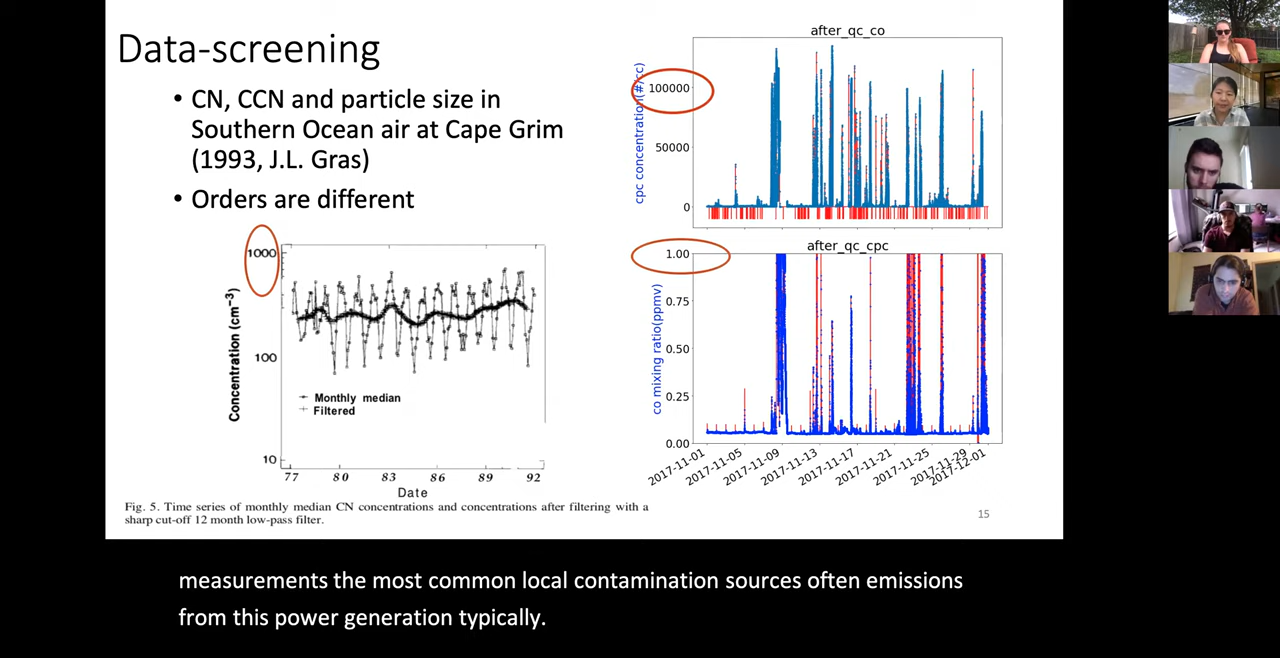 Data-screening
• CN, CCN and particle size in
Southern Ocean air at Cape Grim
(1993, J.L. Gras)
• Orders are different
1000
100
10
Concentration (cm⁻³)
Monthly median
Filtered
77 80 83 86 89 92
Date
Fig. 5. Time series of monthly median CN concentrations and concentrations after filtering with a
sharp cut-off 12 month low-pass filter.
after_qc_co
cpc concentration(#/cc)
100000
50000
0
after_qc_cpc
co mixing ratio(ppmv)
1.00
0.75
0.50
0.25
0.00
2017-11-01 2017-11-05 2017-11-09 2017-11-13 2017-11-17 2017-11-21 2017-11-25 2017-11-29 2017-12-01
15
measurements the most common local contamination sources often emissions
from this power generation typically.